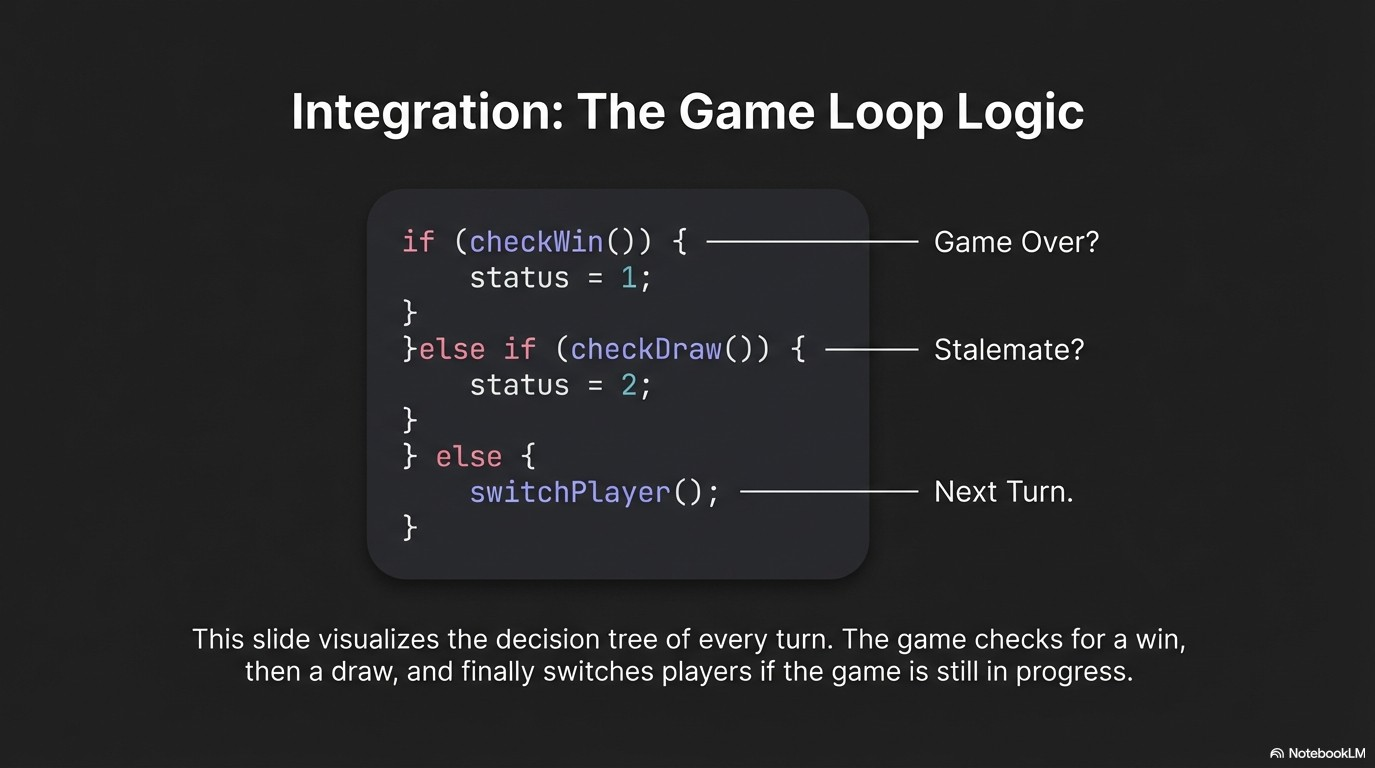 Integration: The Game Loop Logic
if (checkWin()) {
Game Over?
    status = 1;
}
}else if (checkDraw()) {
Stalemate?
    status = 2;
}
} else {
    switchPlayer();
Next Turn.
}
This slide visualizes the decision tree of every turn. The game checks for a win,
then a draw, and finally switches players if the game is still in progress.
NotebookLM